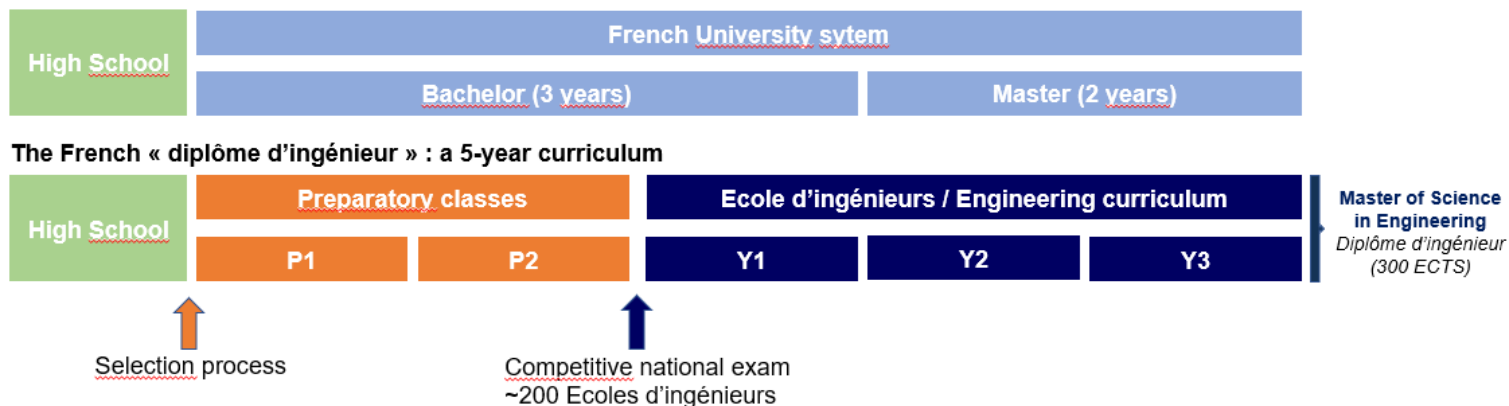 High School
French University sytem
Bachelor (3 years)
Master (2 years)
The French « diplôme d'ingénieur » : a 5-year curriculum
High School
Preparatory classes
Ecole d'ingénieurs / Engineering curriculum
P1
P2
Y1
Y2
Y3
Master of Science
in Engineering
Diplôme d'ingénieur
(300 ECTS)
Selection process
Competitive national exam
~200 Ecoles d'ingénieurs